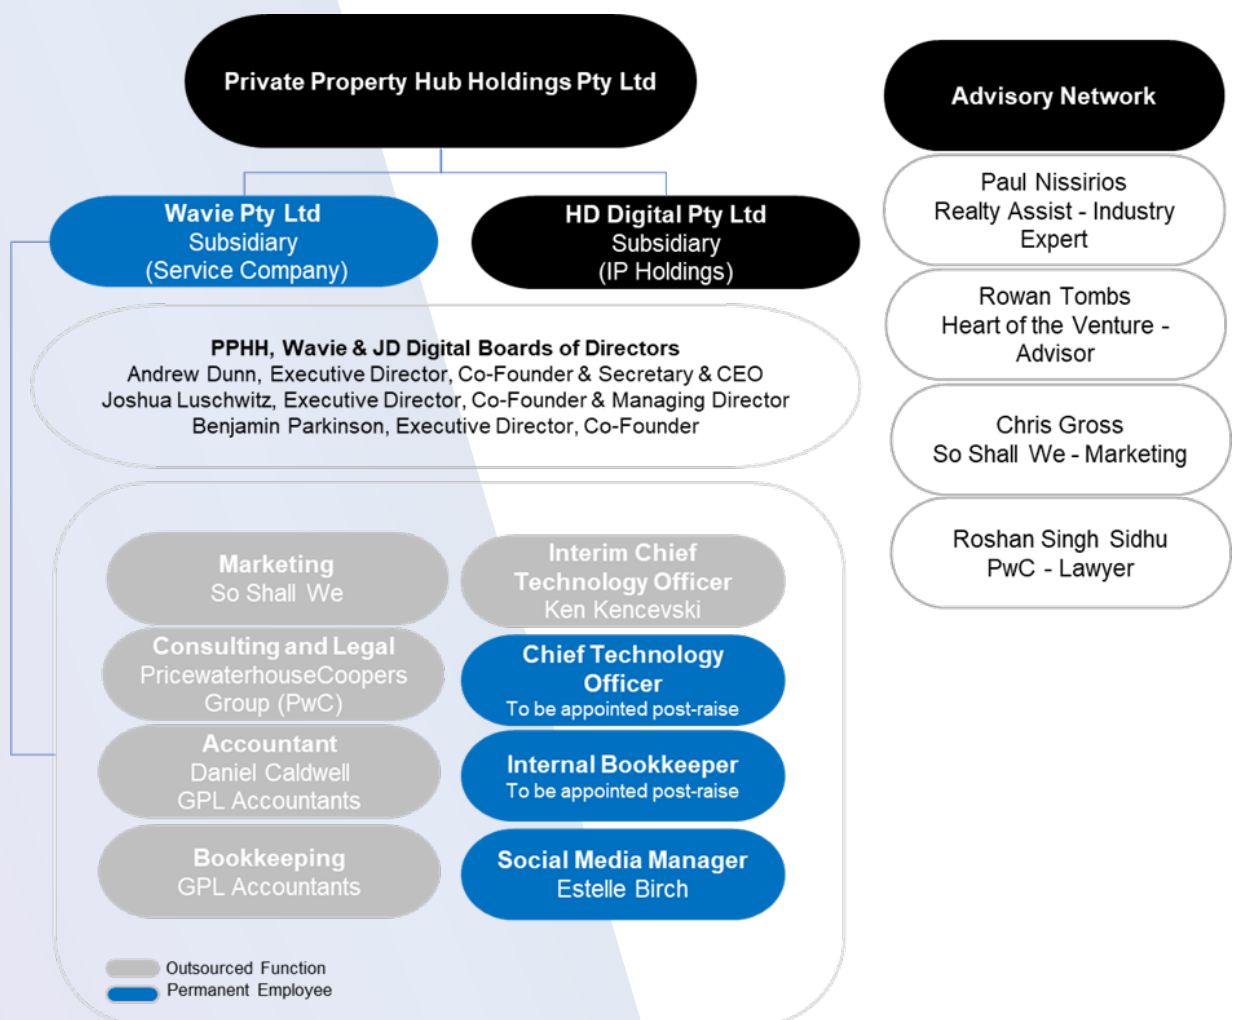 Private Property Hub Holdings Pty Ltd
Wavie Pty Ltd
Subsidiary
(Service Company)
HD Digital Pty Ltd
Subsidiary
(IP Holdings)
PPHH, Wavie & JD Digital Boards of Directors
Andrew Dunn, Executive Director, Co-Founder & Secretary & CEO
Joshua Luschwitz, Executive Director, Co-Founder & Managing Director
Benjamin Parkinson, Executive Director, Co-Founder
Marketing
So Shall We
Interim Chief
Technology Officer
Ken Kencevski
Consulting and Legal
PricewaterhouseCoopers
Group (PwC)
Chief Technology
Officer
To be appointed post-raise
Accountant
Daniel Caldwell
GPL Accountants
Internal Bookkeeper
To be appointed post-raise
Bookkeeping
GPL Accountants
Social Media Manager
Estelle Birch
Outsourced Function
Permanent Employee
Advisory Network
Paul Nissirios
Realty Assist - Industry
Expert
Rowan Tombs
Heart of the Venture -
Advisor
Chris Gross
So Shall We - Marketing
Roshan Singh Sidhu
PwC - Lawyer